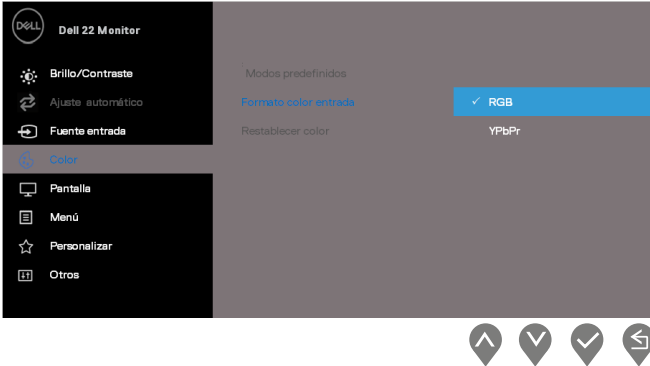 DELL
Dell 22 Monitor
Brillo/Contraste
Modos predefinidos
Ajuste automático
Formato color entrada
RGB
Fuente entrada
Restablecer color
YPbPr
Color
Pantalla
Menú
Personalizar
Otros